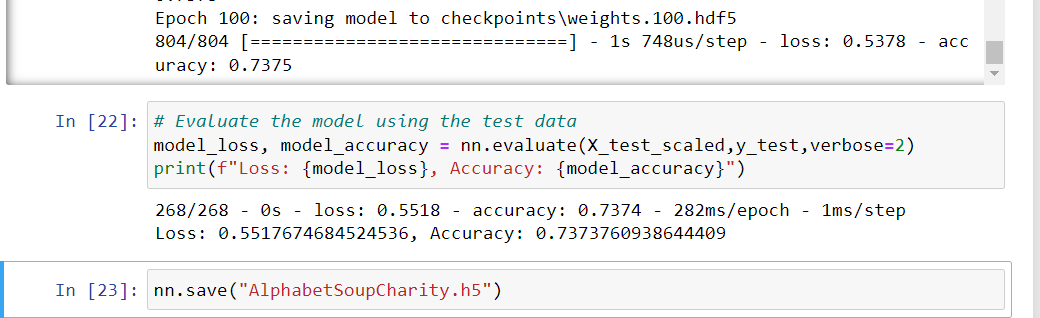 Epoch 100: saving model to checkpoints\weights.100.hdf5
804/804 [==============================] - 1s 748us/step - loss: 0.5378 - acc
uracy: 0.7375
In [22]: # Evaluate the model using the test data
model_loss, model_accuracy = nn.evaluate(X_test_scaled,y_test,verbose=2)
print(f"Loss: {model_loss}, Accuracy: {model_accuracy}")
268/268 - 0s - loss: 0.5518 - accuracy: 0.7374 - 282ms/epoch - 1ms/step
Loss: 0.5517674684524536, Accuracy: 0.7373760938644409
In [23]: nn.save("AlphabetSoupCharity.h5")